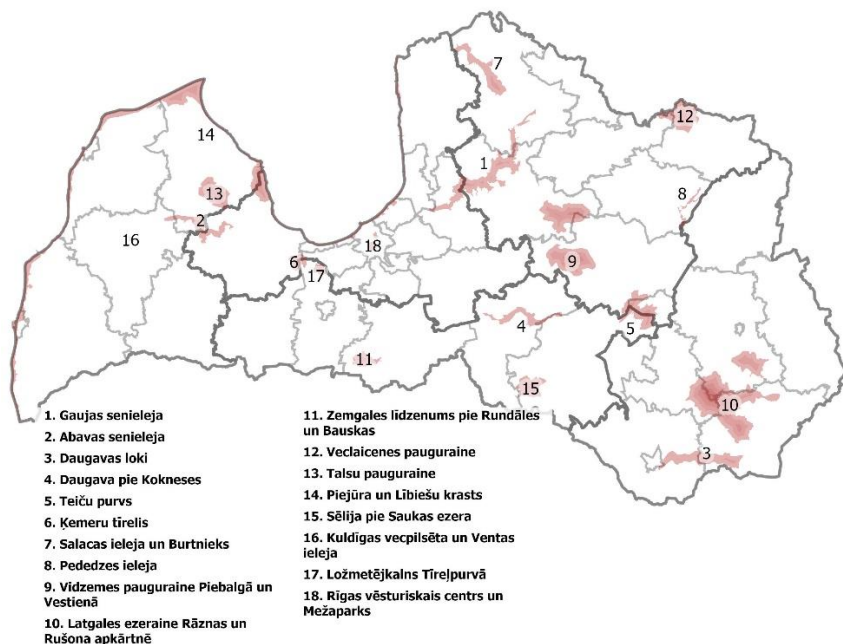 7
12
14
1
8
13
2
16
18
9
6
17
4
5
11
15
10
3
1. Gaujas senieleja
2. Abavas senieleja
3. Daugavas loki
4. Daugava pie Kokneses
5. Teiču purvs
6. Ķemeru tīrelis
7. Salacas ieleja un Burtnieks
8. Pededzes ieleja
9. Vidzemes pauguraine Piebalgā un
Vestienā
10. Latgales ezeraine Rāznas un
Rušona apkārtnē
11. Zemgales līdzenums pie Rundāles
un Bauskas
12. Veclaicenes pauguraine
13. Talsu pauguraine
14. Piejūra un Lībiešu krasts
15. Sēlija pie Saukas ezera
16. Kuldīgas vecpilsēta un Ventas
ieleja
17. Ložmetējkalns Tīreļpurvā
18. Rīgas vēsturiskais centrs un
Mežaparks